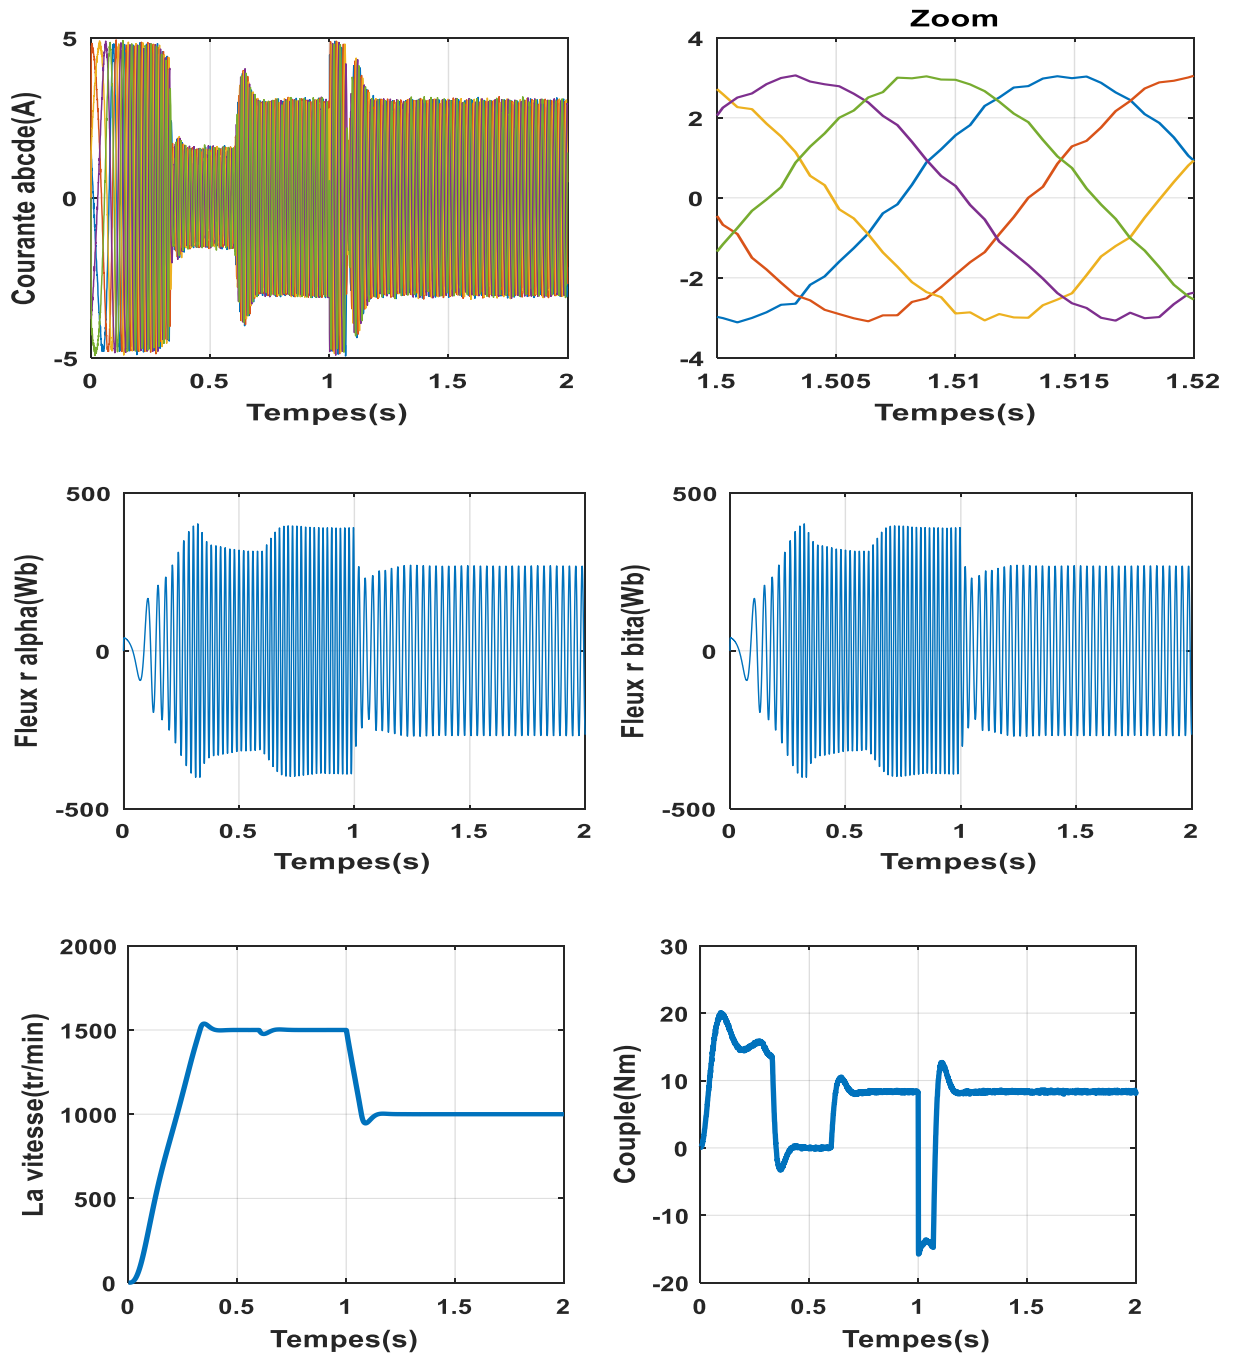 Zoom
5
0
-5
Courante abcde(A)
0 0.5 1 1.5 2
Tempes(s)
4
2
0
-2
-4
1.5 1.505 1.51 1.515 1.52
Tempes(s)
500
0
-500
Fleux r alpha(Wb)
0 0.5 1 1.5 2
Tempes(s)
500
0
-500
Fleux r bita(Wb)
0 0.5 1 1.5 2
Tempes(s)
2000
1500
1000
500
0
La vitesse(tr/min)
0 0.5 1 1.5 2
Tempes(s)
30
20
10
0
-10
-20
Couple(Nm)
0 0.5 1 1.5 2
Tempes(s)